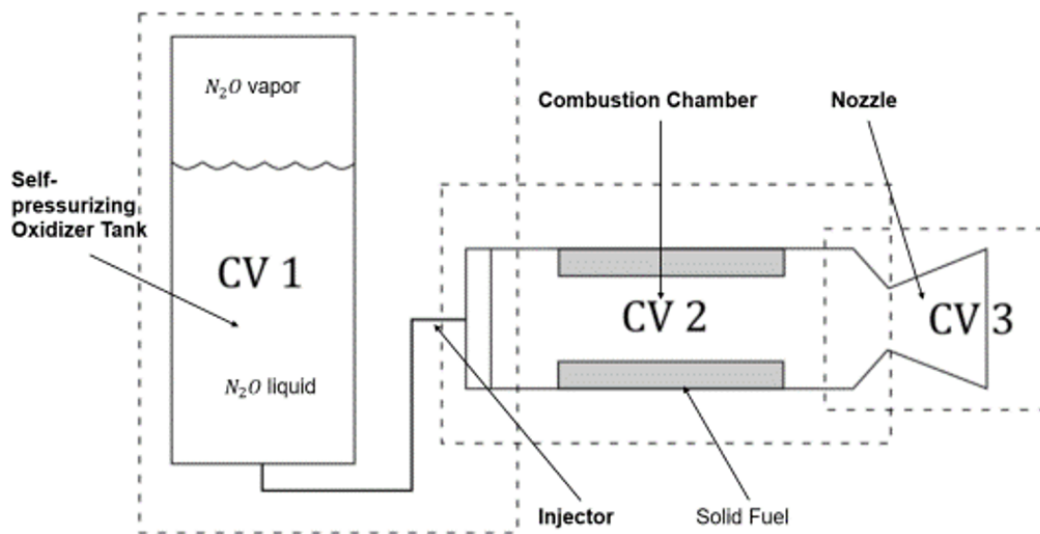 N₂O vapor
Combustion Chamber
Nozzle
Self-
pressurizing
Oxidizer Tank
CV 1
CV 2
CV 3
N₂O liquid
Injector
Solid Fuel